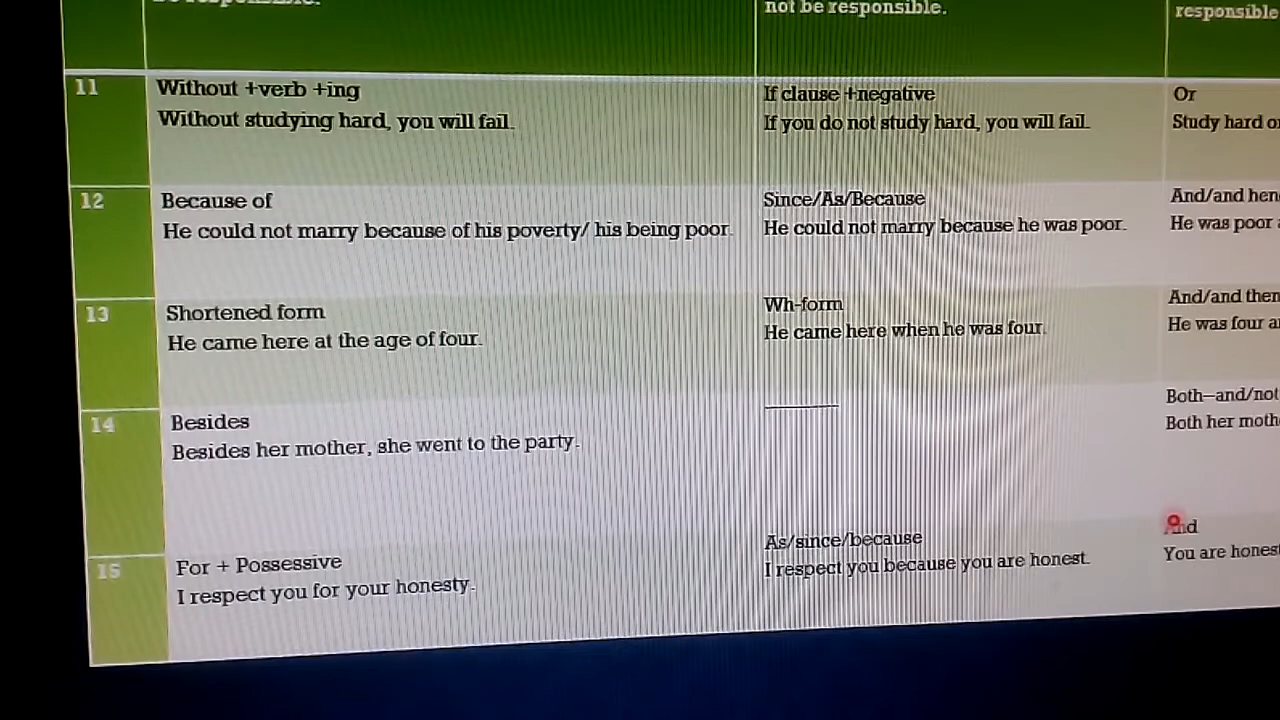 not be responsible.
responsible
11
Without +verb +ing
Without studying hard, you will fail.
If clause +negative
If you do not study hard, you will fail.
Or
Study hard
12
Because of
He could not marry because of his poverty/ his being poor.
Since/As/Because
He could not marry because he was poor.
And/and
He was poor
13
Shortened form
He came here at the age of four.
Wh-form
He came here when he was four.
And/and then
He was four
14
Besides
Besides her mother, she went to the party.
Both—and/not
Both her
15
For + Possessive
I respect you for your honesty.
As/since/because
I respect you because you are honest.
And
You are honest